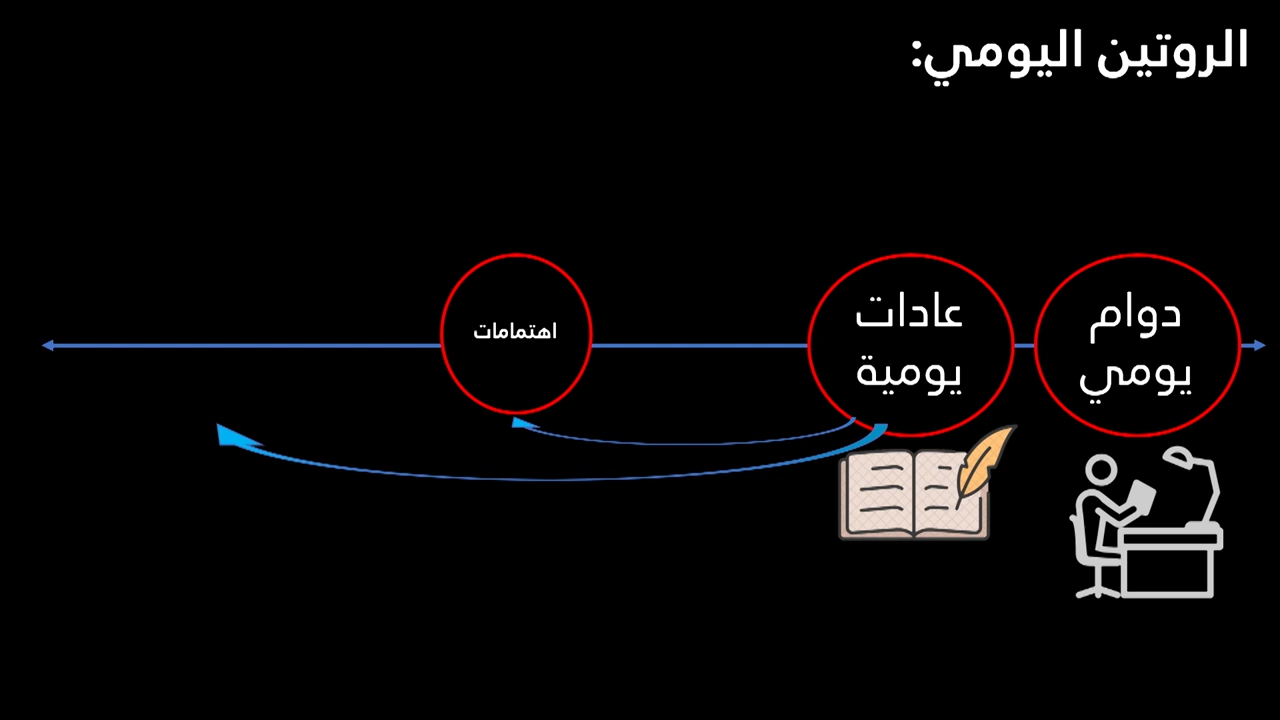 الروتين اليومي:
دوام
يومي
عادات
يومية
اهتمامات